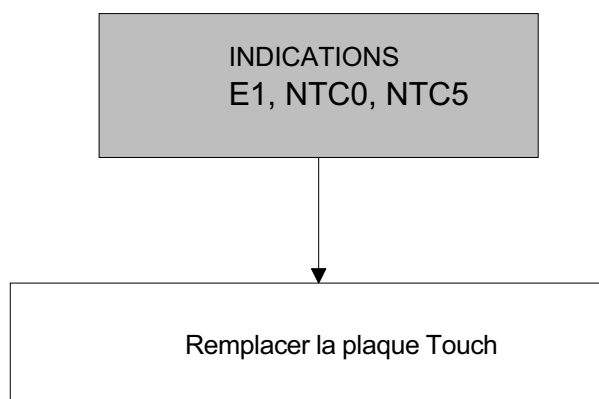 INDICATIONS
E1, NTC0, NTC5
Remplacer la plaque Touch